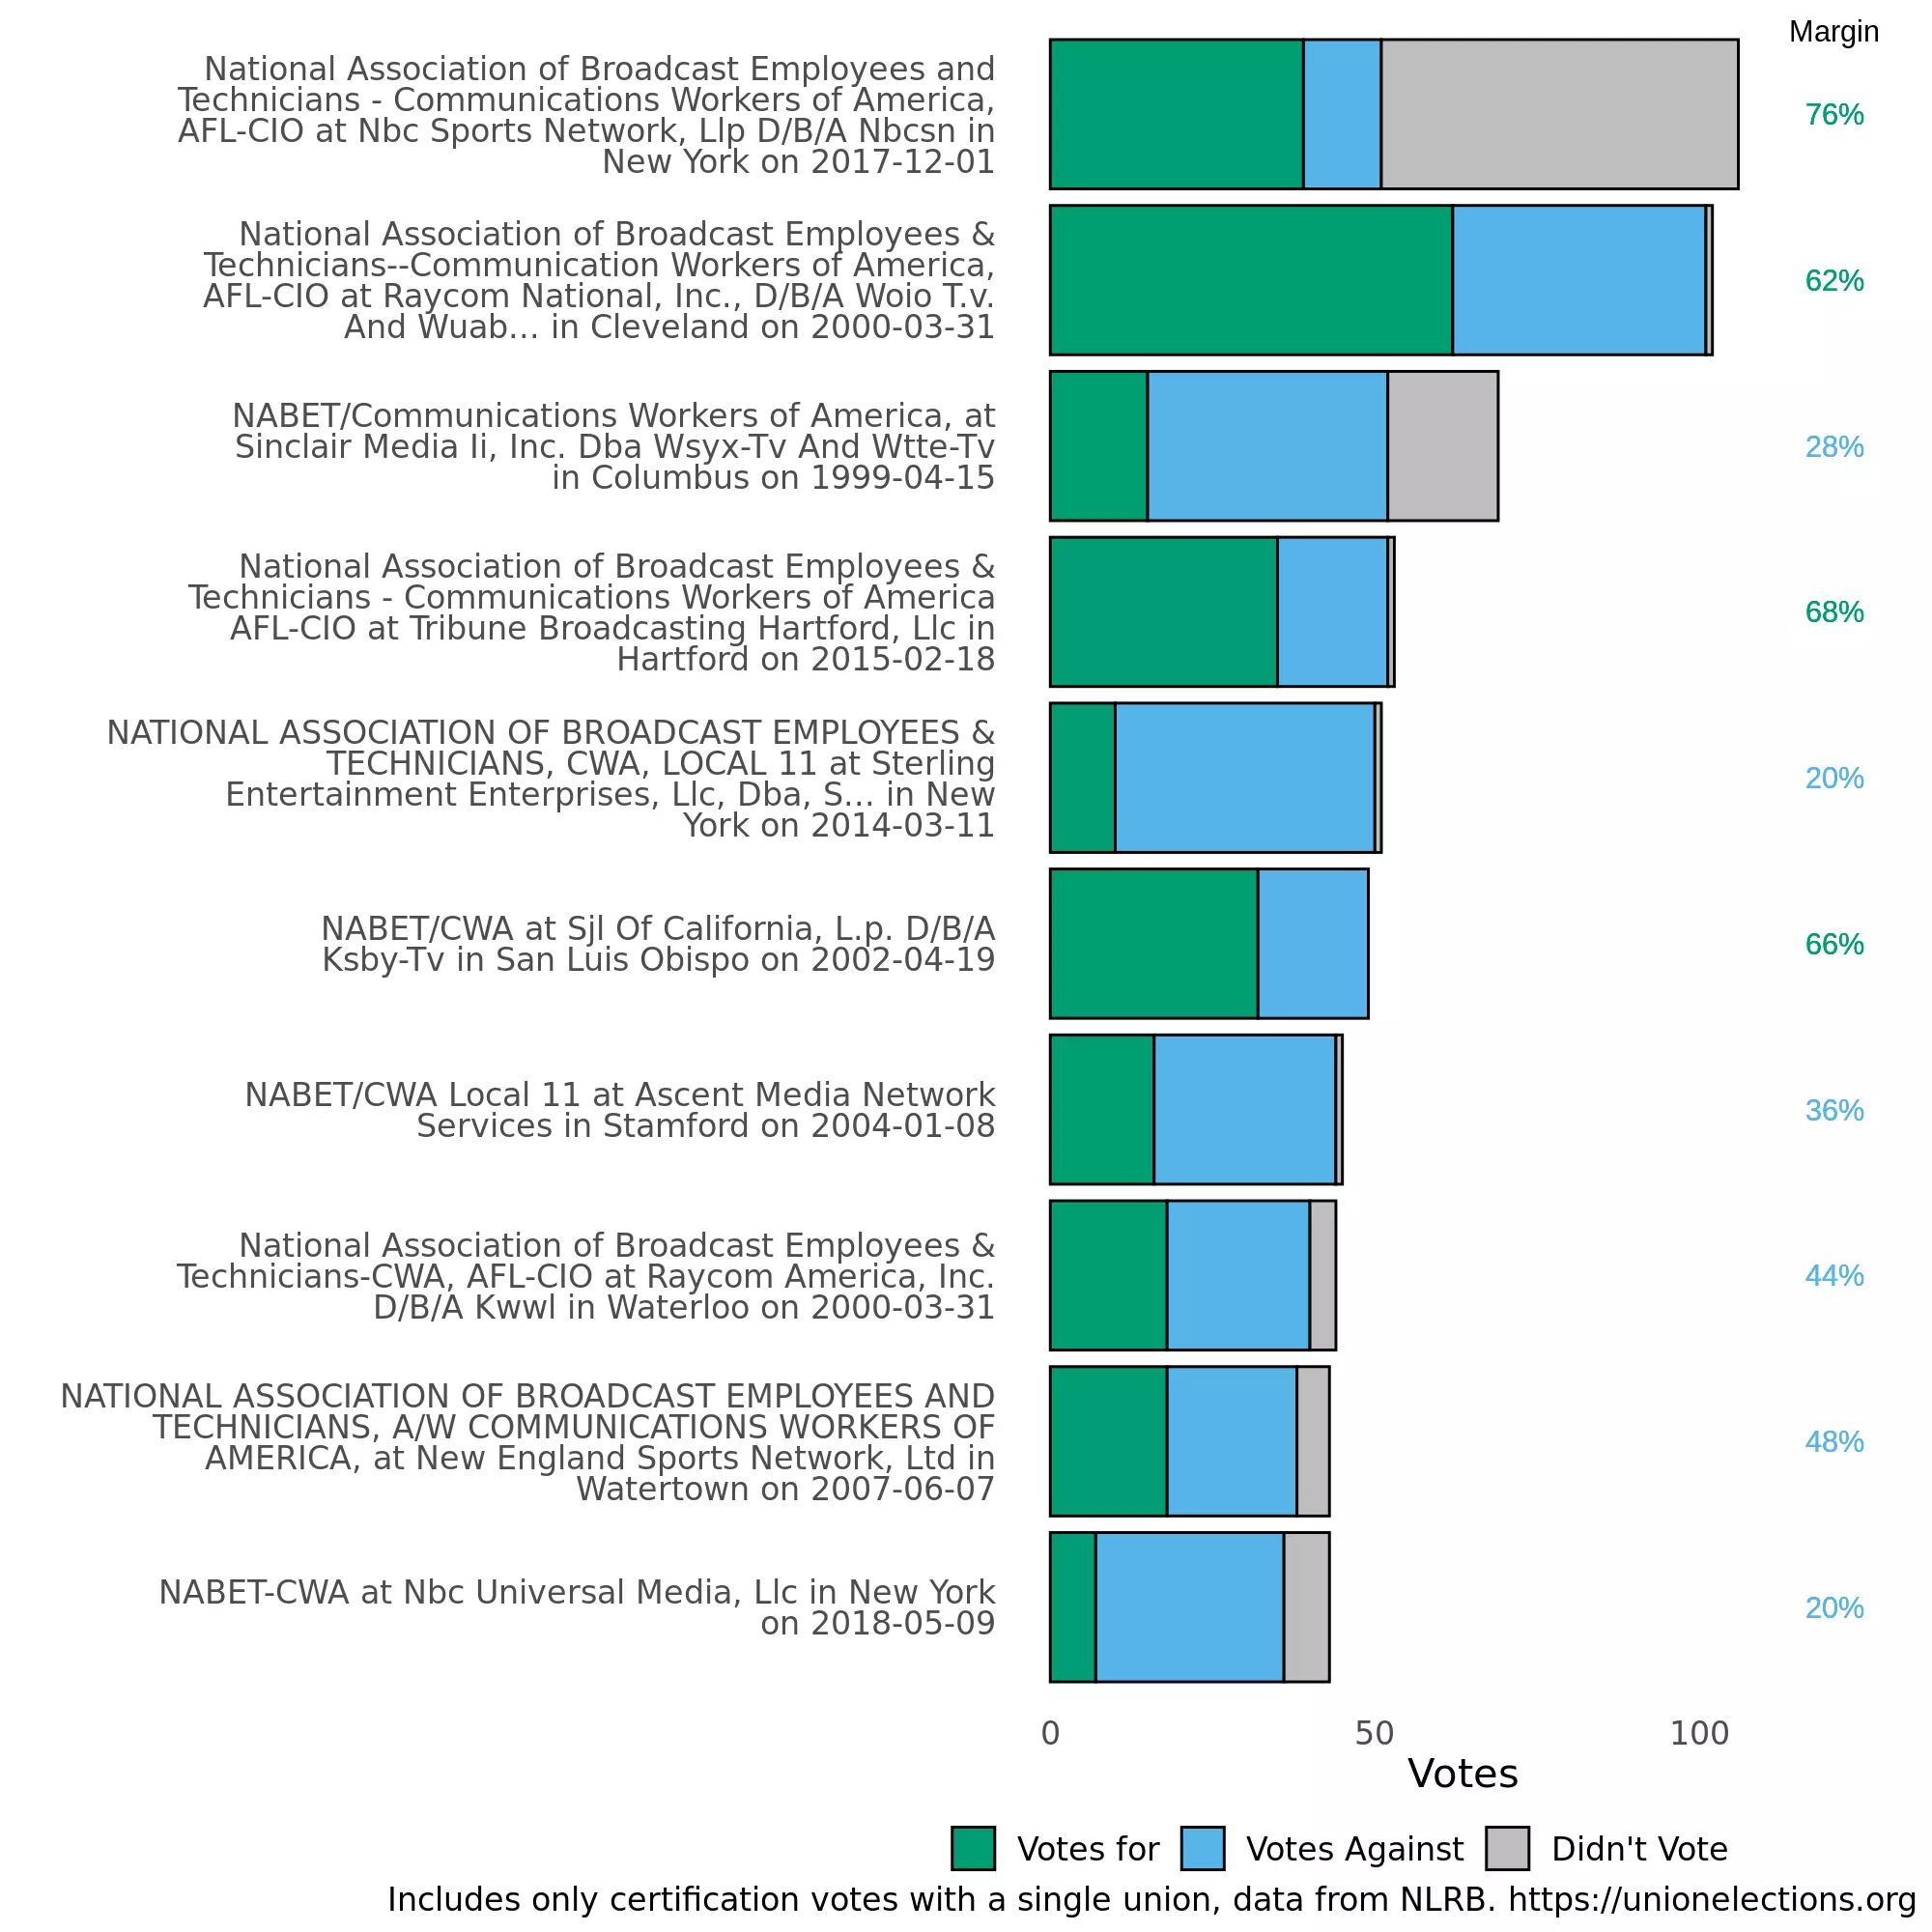 Margin
National Association of Broadcast Employees and
Technicians - Communications Workers of America,
AFL-CIO at Nbc Sports Network, Llp D/B/A Nbcsn in
New York on 2017-12-01
76%
National Association of Broadcast Employees &
Technicians--Communication Workers of America,
AFL-CIO at Raycom National, Inc., D/B/A Woio T.v.
And Wuab... in Cleveland on 2000-03-31
62%
NABET/Communications Workers of America, at
Sinclair Media Ii, Inc. Dba Wsyx-Tv And Wtte-Tv
in Columbus on 1999-04-15
28%
National Association of Broadcast Employees &
Technicians - Communications Workers of America
AFL-CIO at Tribune Broadcasting Hartford, Llc in
Hartford on 2015-02-18
68%
NATIONAL ASSOCIATION OF BROADCAST EMPLOYEES &
TECHNICIANS, CWA, LOCAL 11 at Sterling
Entertainment Enterprises, Llc, Dba, S... in New
York on 2014-03-11
20%
NABET/CWA at Sjl Of California, L.p. D/B/A
Ksby-Tv in San Luis Obispo on 2002-04-19
66%
NABET/CWA Local 11 at Ascent Media Network
Services in Stamford on 2004-01-08
36%
National Association of Broadcast Employees &
Technicians-CWA, AFL-CIO at Raycom America, Inc.
D/B/A Kwwl in Waterloo on 2000-03-31
44%
NATIONAL ASSOCIATION OF BROADCAST EMPLOYEES AND
TECHNICIANS, A/W COMMUNICATIONS WORKERS OF
AMERICA, at New England Sports Network, Ltd in
Watertown on 2007-06-07
48%
NABET-CWA at Nbc Universal Media, Llc in New York
on 2018-05-09
20%
0 50 100
Votes
Votes for Votes Against Didn't Vote
Includes only certification votes with a single union, data from NLRB. https://unionelections.org